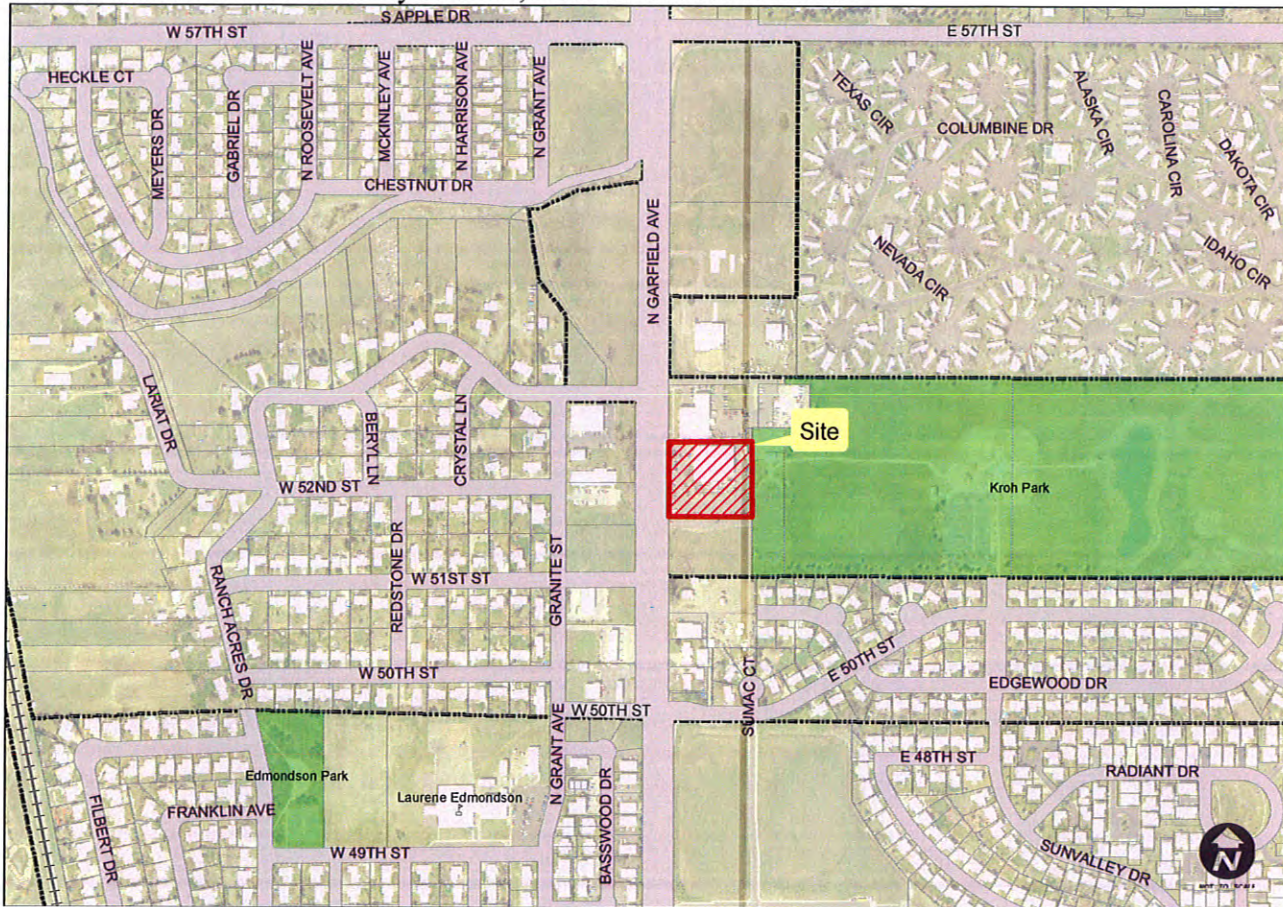 S APPLE DR
W 57TH ST
E 57TH ST
HECKLE CT
MEYERS DR
GABRIEL DR
N ROOSEVELT AVE
MCKINLEY AVE
N HARRISON AVE
N GRANT AVE
TEXAS CIR
COLUMBINE DR
ALASKA CIR
CAROLINA CIR
DAKOTA CIR
CHESTNUT DR
N GARFIELD AVE
NEVADA CIR
IDAHO CIR
LARIAT DR
BERYL LN
CRYSTAL LN
Site
W 52ND ST
Kroh Park
REDSTONE DR
GRANITE ST
W 51ST ST
RANCH ACRES DR
W 50TH ST
E 50TH ST
EDGEWOOD DR
SUMAC CT
W 50TH ST
N GRANT AVE
E 48TH ST
RADIANT DR
Edmondson Park
Laurene Edmondson
FILBERT DR
FRANKLIN AVE
BASSWOOD DR
W 49TH ST
SUNVALLEY DR
N